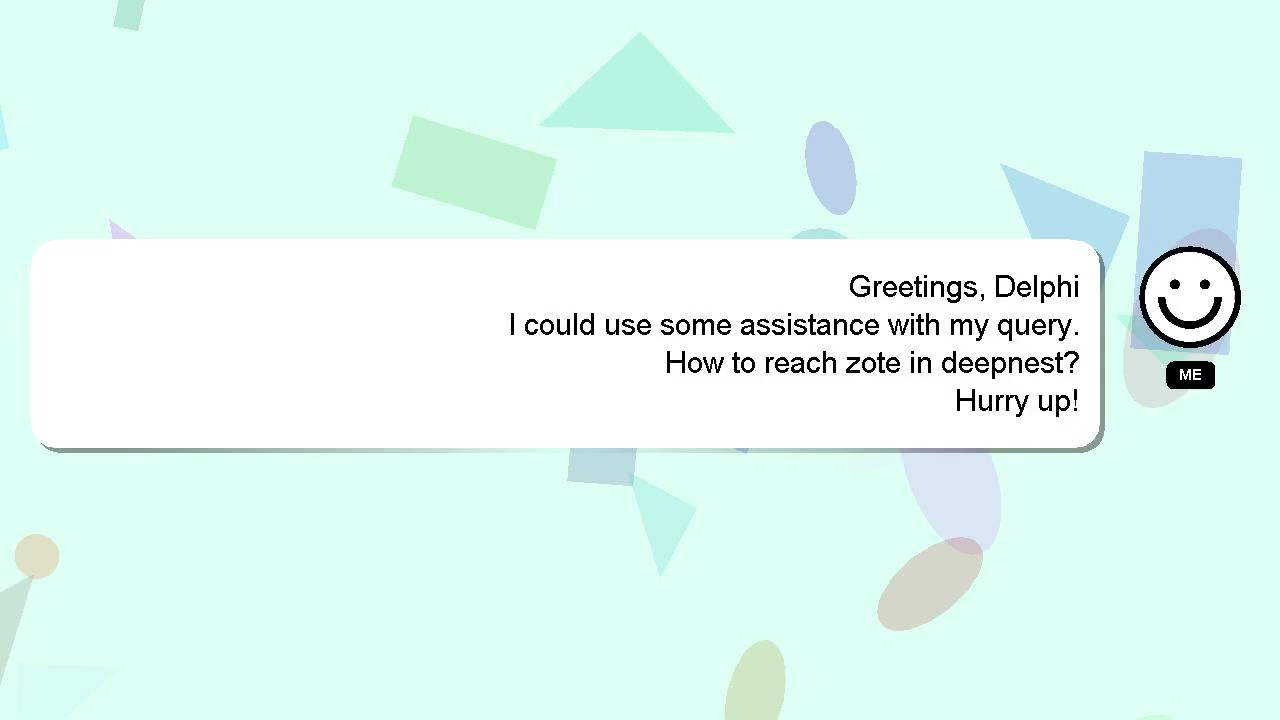 Greetings, Delphi
I could use some assistance with my query.
How to reach zote in deepnest?
Hurry up!
ME